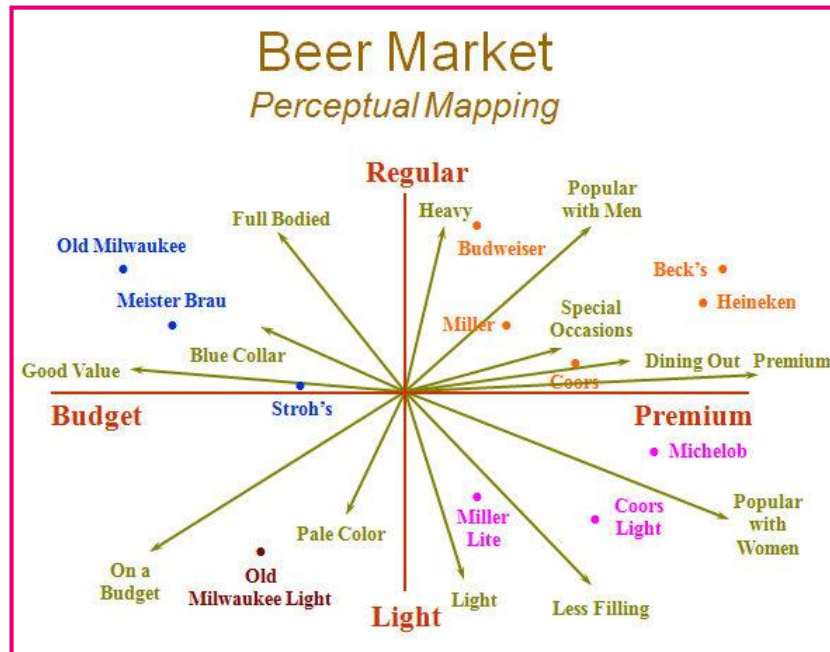 Beer Market
Perceptual Mapping
Regular
Full Bodied
Heavy
Popular
with Men
Old Milwaukee
Budweiser
Beck's
Meister Brau
Heineken
Miller
Special
Occasions
Blue Collar
Good Value
Dining Out
Premium
Coors
Stroh's
Budget
Premium
Michelob
Miller
Lite
Coors
Light
Popular
with
Women
Pale Color
On a
Budget
Old
Milwaukee Light
Light
Light
Less Filling